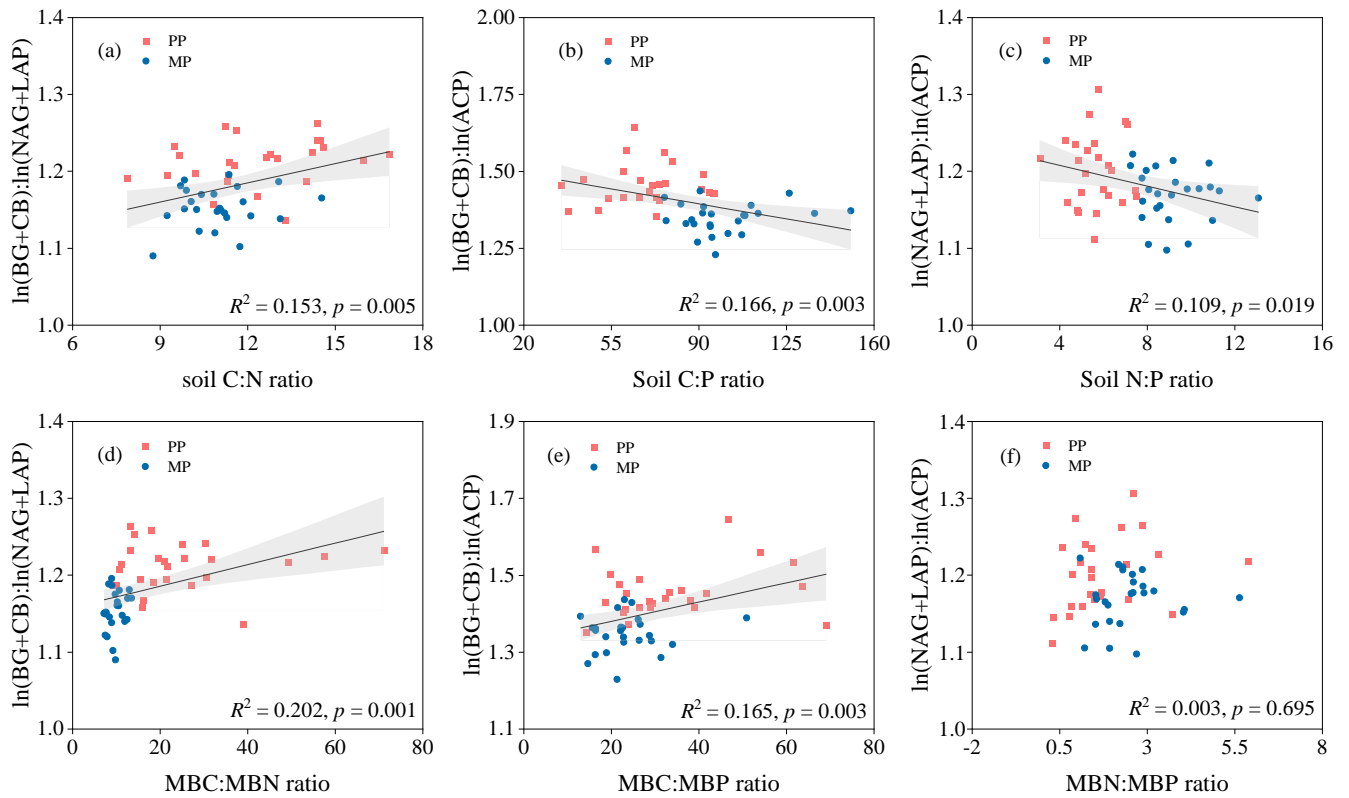 (a)
PP
MP
ln(BG+CB):ln(NAG+LAP)
1.4
1.3
1.2
1.1
1.0
R² = 0.153, p = 0.005
6
9
12
15
18
soil C:N ratio
(b)
PP
MP
ln(BG+CB):ln(ACP)
2.00
1.75
1.50
1.25
1.00
R² = 0.166, p = 0.003
20
55
90
125
160
Soil C:P ratio
(c)
PP
MP
ln(NAG+LAP):ln(ACP)
1.4
1.3
1.2
1.1
1.0
R² = 0.109, p = 0.019
0
4
8
12
16
Soil N:P ratio
(d)
PP
MP
ln(BG+CB):ln(NAG+LAP)
1.4
1.3
1.2
1.1
1.0
R² = 0.202, p = 0.001
0
20
40
60
80
MBC:MBN ratio
(e)
PP
MP
ln(BG+CB):ln(ACP)
1.9
1.7
1.5
1.3
1.1
R² = 0.165, p = 0.003
0
20
40
60
80
MBC:MBP ratio
(f)
PP
MP
ln(NAG+LAP):ln(ACP)
1.4
1.3
1.2
1.1
1.0
R² = 0.003, p = 0.695
-2
0.5
3
5.5
8
MBN:MBP ratio